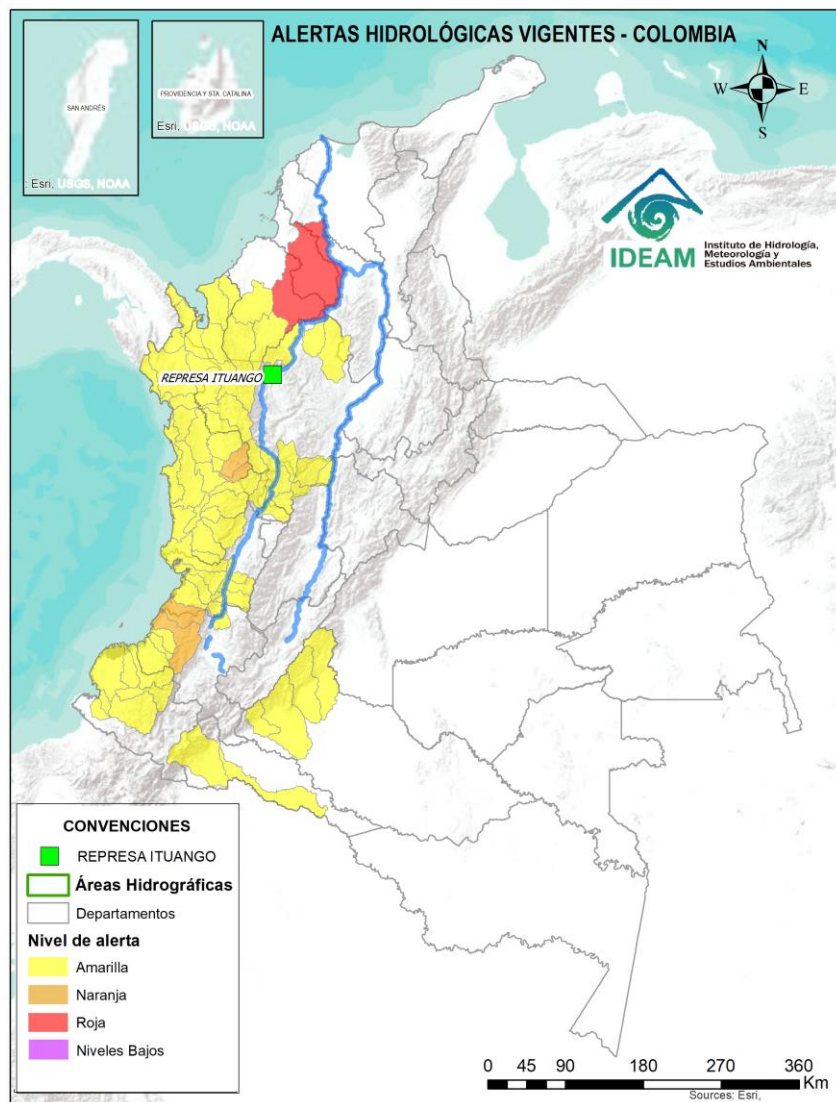 ALERTAS HIDROLÓGICAS VIGENTES - COLOMBIA
SAN ANDRÉS
: Esri, USGS, NOAA
PROVIDENCIA Y STA. CATALINA
Esri, USGS, NOAA
N
W E
S
IDEAM
Instituto de Hidrología,
Meteorología y
Estudios Ambientales
REPRESA ITUANGO
CONVENCIONES
REPRESA ITUANGO
Áreas Hidrográficas
Departamentos
Nivel de alerta
Amarilla
Naranja
Roja
Niveles Bajos
0 45 90 180 270 360
Km
Sources: Esri,